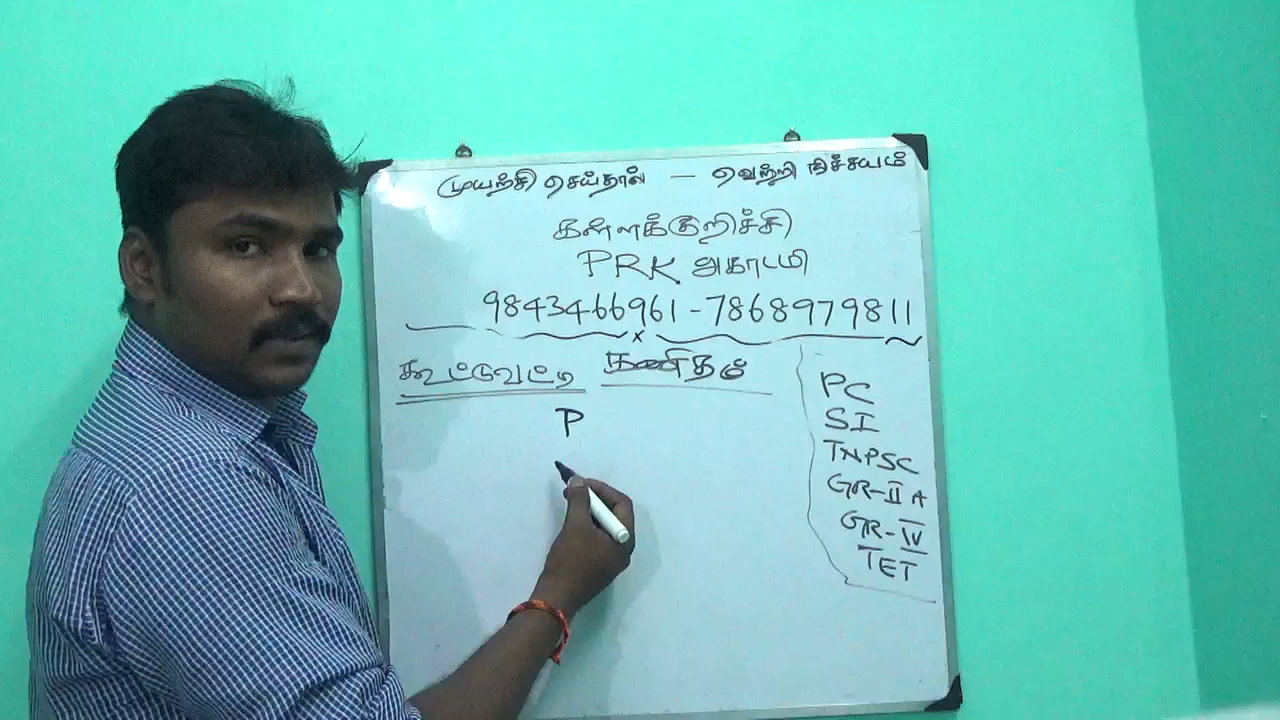 முயற்சி செய்தால் — வெற்றி நிச்சயம்
கள்ளக்குறிச்சி
PRK அகாடமி
9843466961-7868979811
x
கூட்டுவட்டி கணிதம்
P
PC
SI
TNPSC
GR-II A
GR-IV
TET